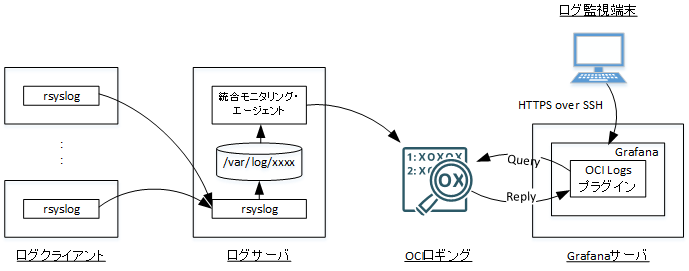 ログ監視端末
rsyslog
:
:
rsyslog
ログクライアント
統合モニタリング・
エージェント
/var/log/xxxx
rsyslog
ログサーバ
1:XOXOX
2:XC
OX
OCIロギング
HTTPS over SSH
Grafana
OCI Logs
プラグイン
Query
Reply
Grafanaサーバ